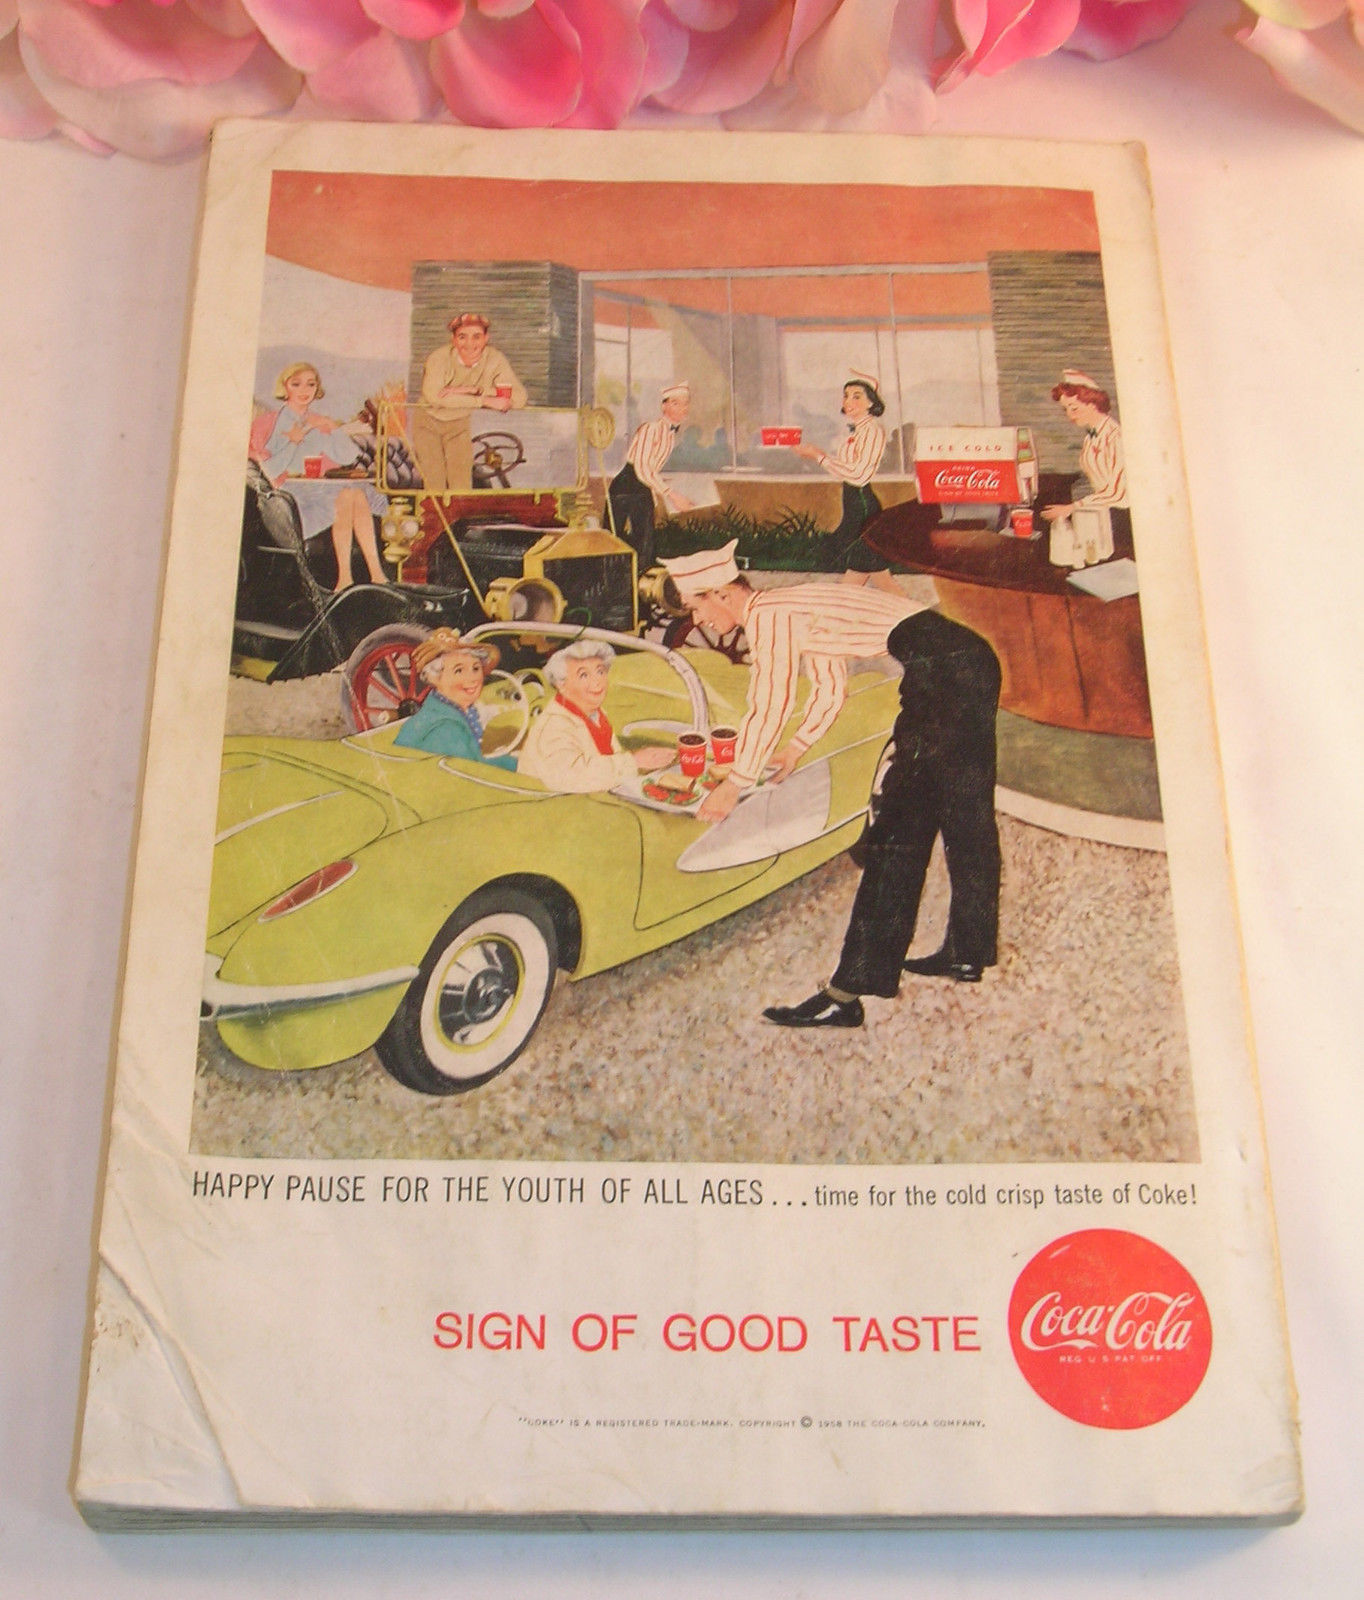 ICE COLD
DRINK
Coca-Cola
HAPPY PAUSE FOR THE YOUTH OF ALL AGES...time for the cold crisp taste of Coke!
SIGN OF GOOD TASTE
Coca-Cola
REG U S PAT OFF
"COKE" IS A REGISTERED TRADE-MARK. COPYRIGHT © 1958 THE COCA-COLA COMPANY.